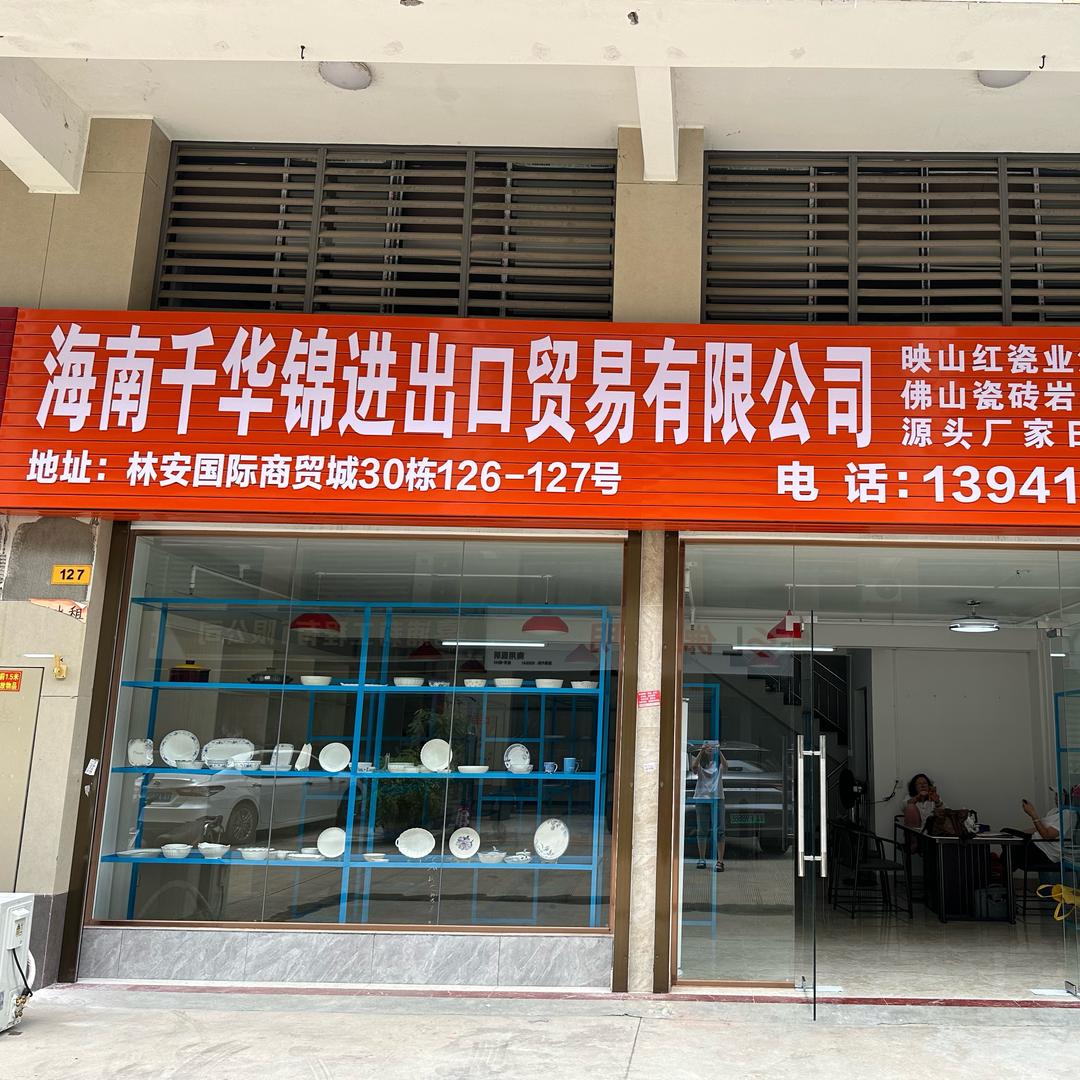 海南千华锦进出口贸易有限公司
映山红瓷业
佛山瓷砖岩
源头厂家日
地址：林安国际商贸城30栋126-127号
电 话：13941
127